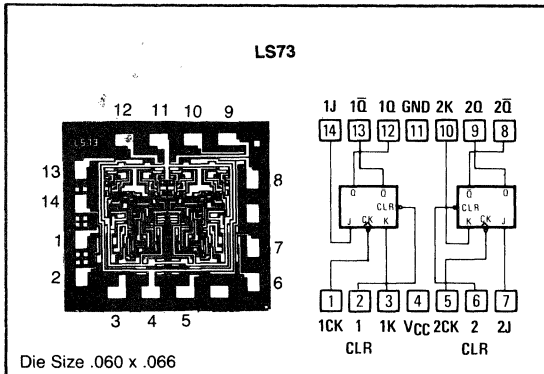 LS73
12 11 10 9
LS73
13
14
1
2
8
7
6
3 4 5
Die Size .060 x .066
1J 1Q̅ 1Q GND 2K 2Q 2Q̅
14 13 12 11 10 9 8
Q̅ Q Q̅ Q
CLR CLR
J CK K K CK J
1 2 3 4 5 6 7
1CK 1 1K VCC 2CK 2 2J
CLR CLR